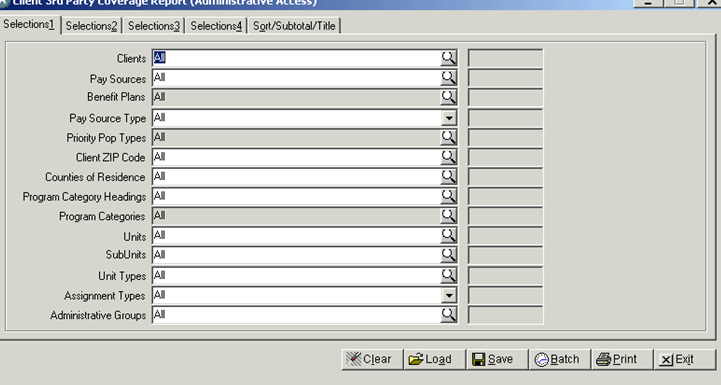 Client 3rd Party Coverage Report (Administrative Access)
Selections1 Selections2 Selections3 Selections4 Sort/Subtotal/Title
Clients All
Pay Sources All
Benefit Plans All
Pay Source Type All
Priority Pop Types All
Client ZIP Code All
Counties of Residence All
Program Category Headings All
Program Categories All
Units All
SubUnits All
Unit Types All
Assignment Types All
Administrative Groups All
Clear Load Save Batch Print Exit